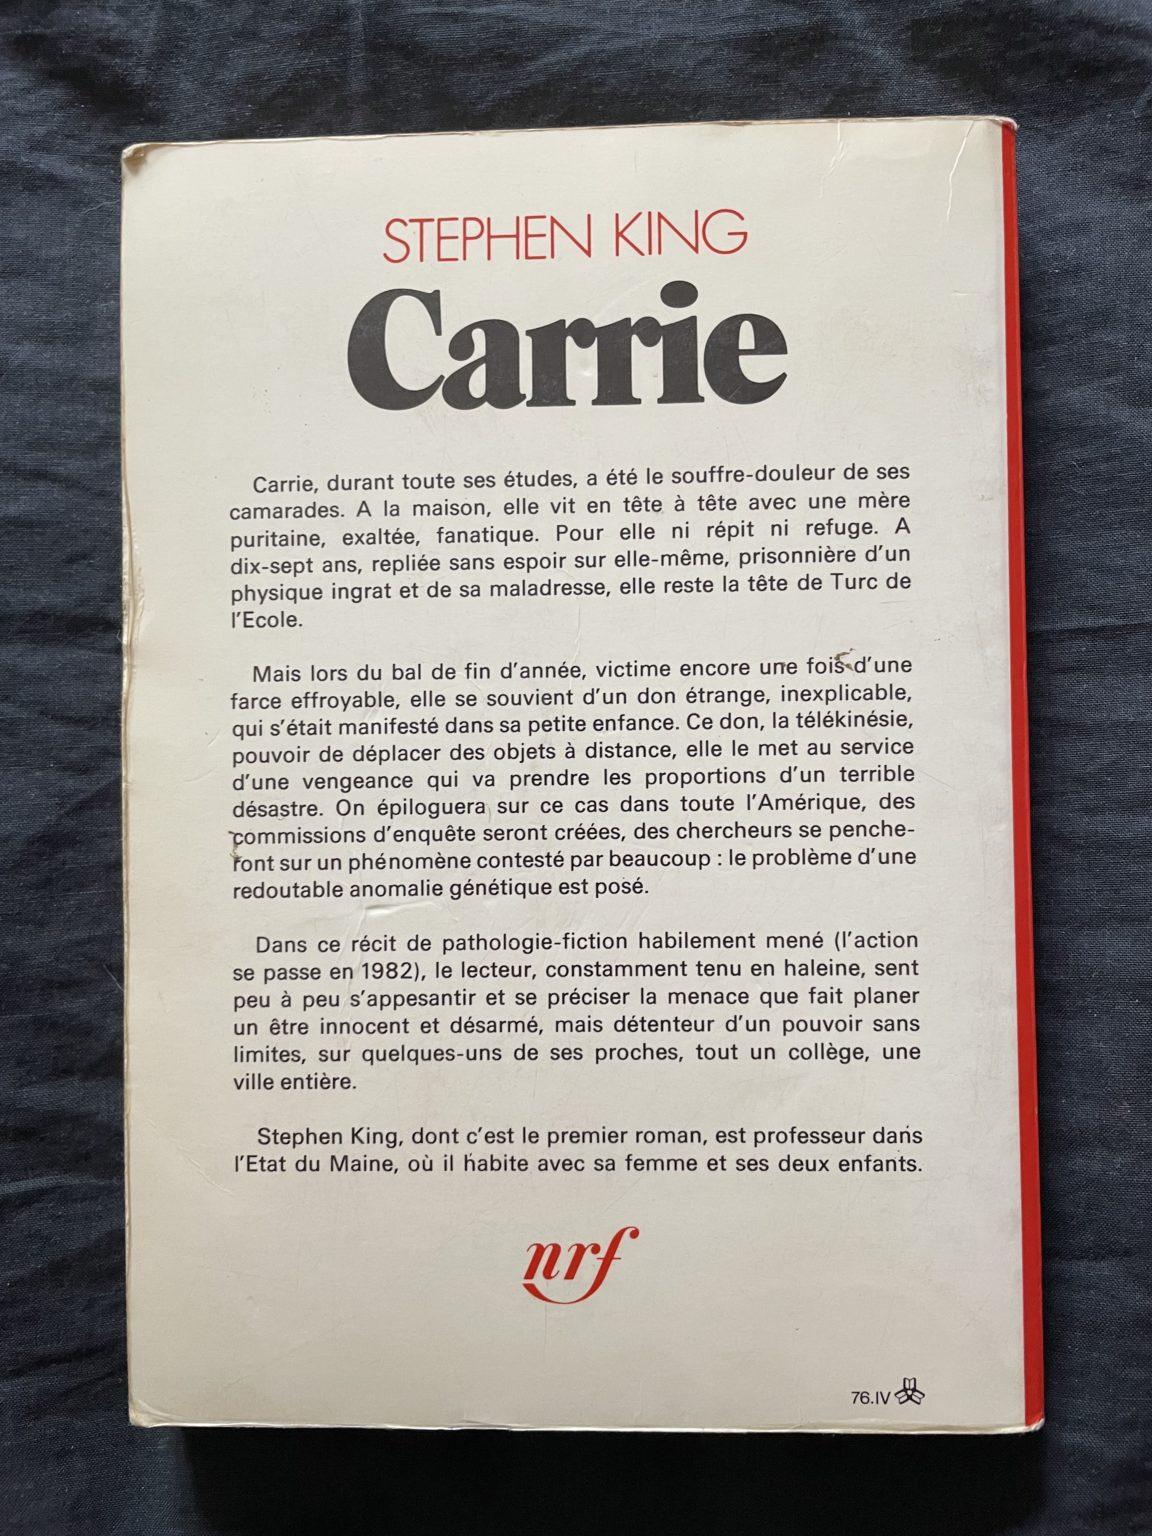 STEPHEN KING
Carrie
Carrie, durant toute ses études, a été le souffre-douleur de ses
camarades. A la maison, elle vit en tête à tête avec une mère
puritaine, exaltée, fanatique. Pour elle ni répit ni refuge. A
dix-sept ans, repliée sans espoir sur elle-même, prisonnière d'un
physique ingrat et de sa maladresse, elle reste la tête de Turc de
l'Ecole.
Mais lors du bal de fin d'année, victime encore une fois d'une
farce effroyable, elle se souvient d'un don étrange, inexplicable,
qui s'était manifesté dans sa petite enfance. Ce don, la télékinésie,
pouvoir de déplacer des objets à distance, elle le met au service
d'une vengeance qui va prendre les proportions d'un terrible
désastre. On épiloguera sur ce cas dans toute l'Amérique, des
commissions d'enquête seront créées, des chercheurs se penche-
ront sur un phénomène contesté par beaucoup : le problème d'une
redoutable anomalie génétique est posé.
Dans ce récit de pathologie-fiction habilement mené (l'action
se passe en 1982), le lecteur, constamment tenu en haleine, sent
peu à peu s'appesantir et se préciser la menace que fait planer
un être innocent et désarmé, mais détenteur d'un pouvoir sans
limites, sur quelques-uns de ses proches, tout un collège, une
ville entière.
Stephen King, dont c'est le premier roman, est professeur dans
l'Etat du Maine, où il habite avec sa femme et ses deux enfants.
nrf
76.IV